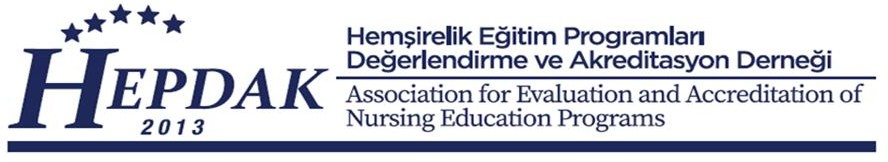 HEPDAK
2013
Hemşirelik Eğitim Programları
Değerlendirme ve Akreditasyon Derneği
Association for Evaluation and Accreditation of
Nursing Education Programs